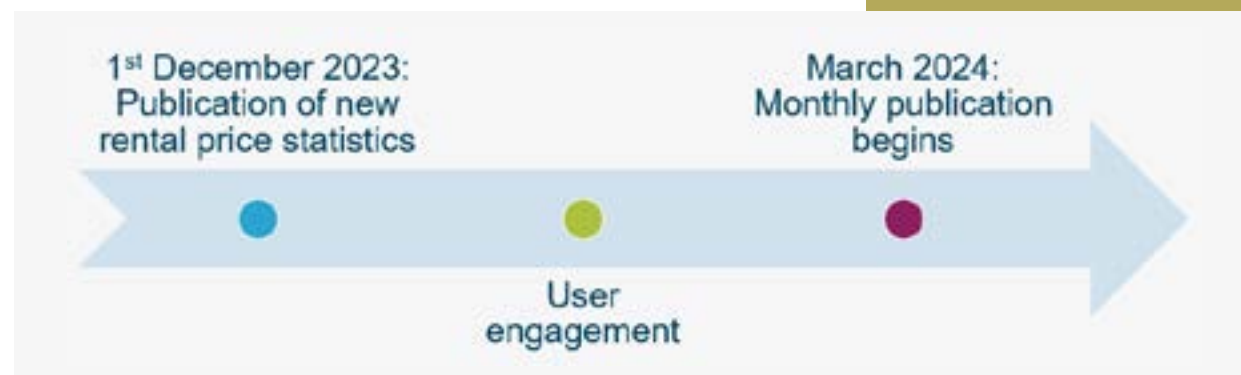 1st December 2023:
Publication of new
rental price statistics
User
engagement
March 2024:
Monthly publication
begins